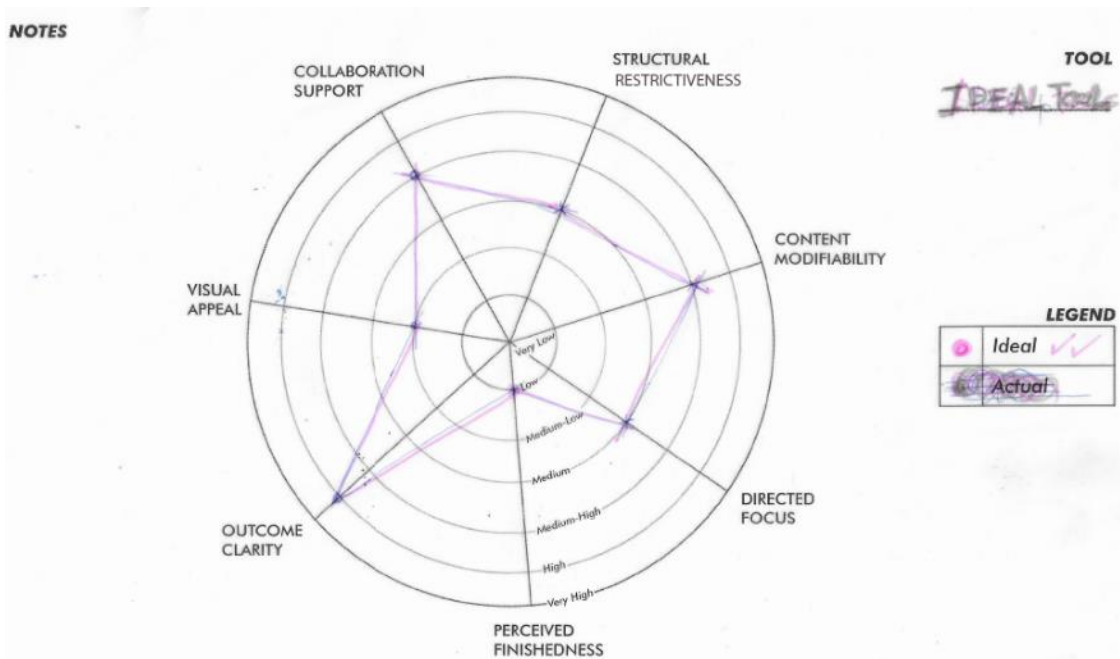 NOTES
COLLABORATION
SUPPORT
STRUCTURAL
RESTRICTIVENESS
TOOL
IDEAL TOOL
CONTENT
MODIFIABILITY
VISUAL
APPEAL
LEGEND
Ideal
Actual
Very Low
Low
Medium-Low
Medium
Medium-High
High
Very High
DIRECTED
FOCUS
OUTCOME
CLARITY
PERCEIVED
FINISHEDNESS